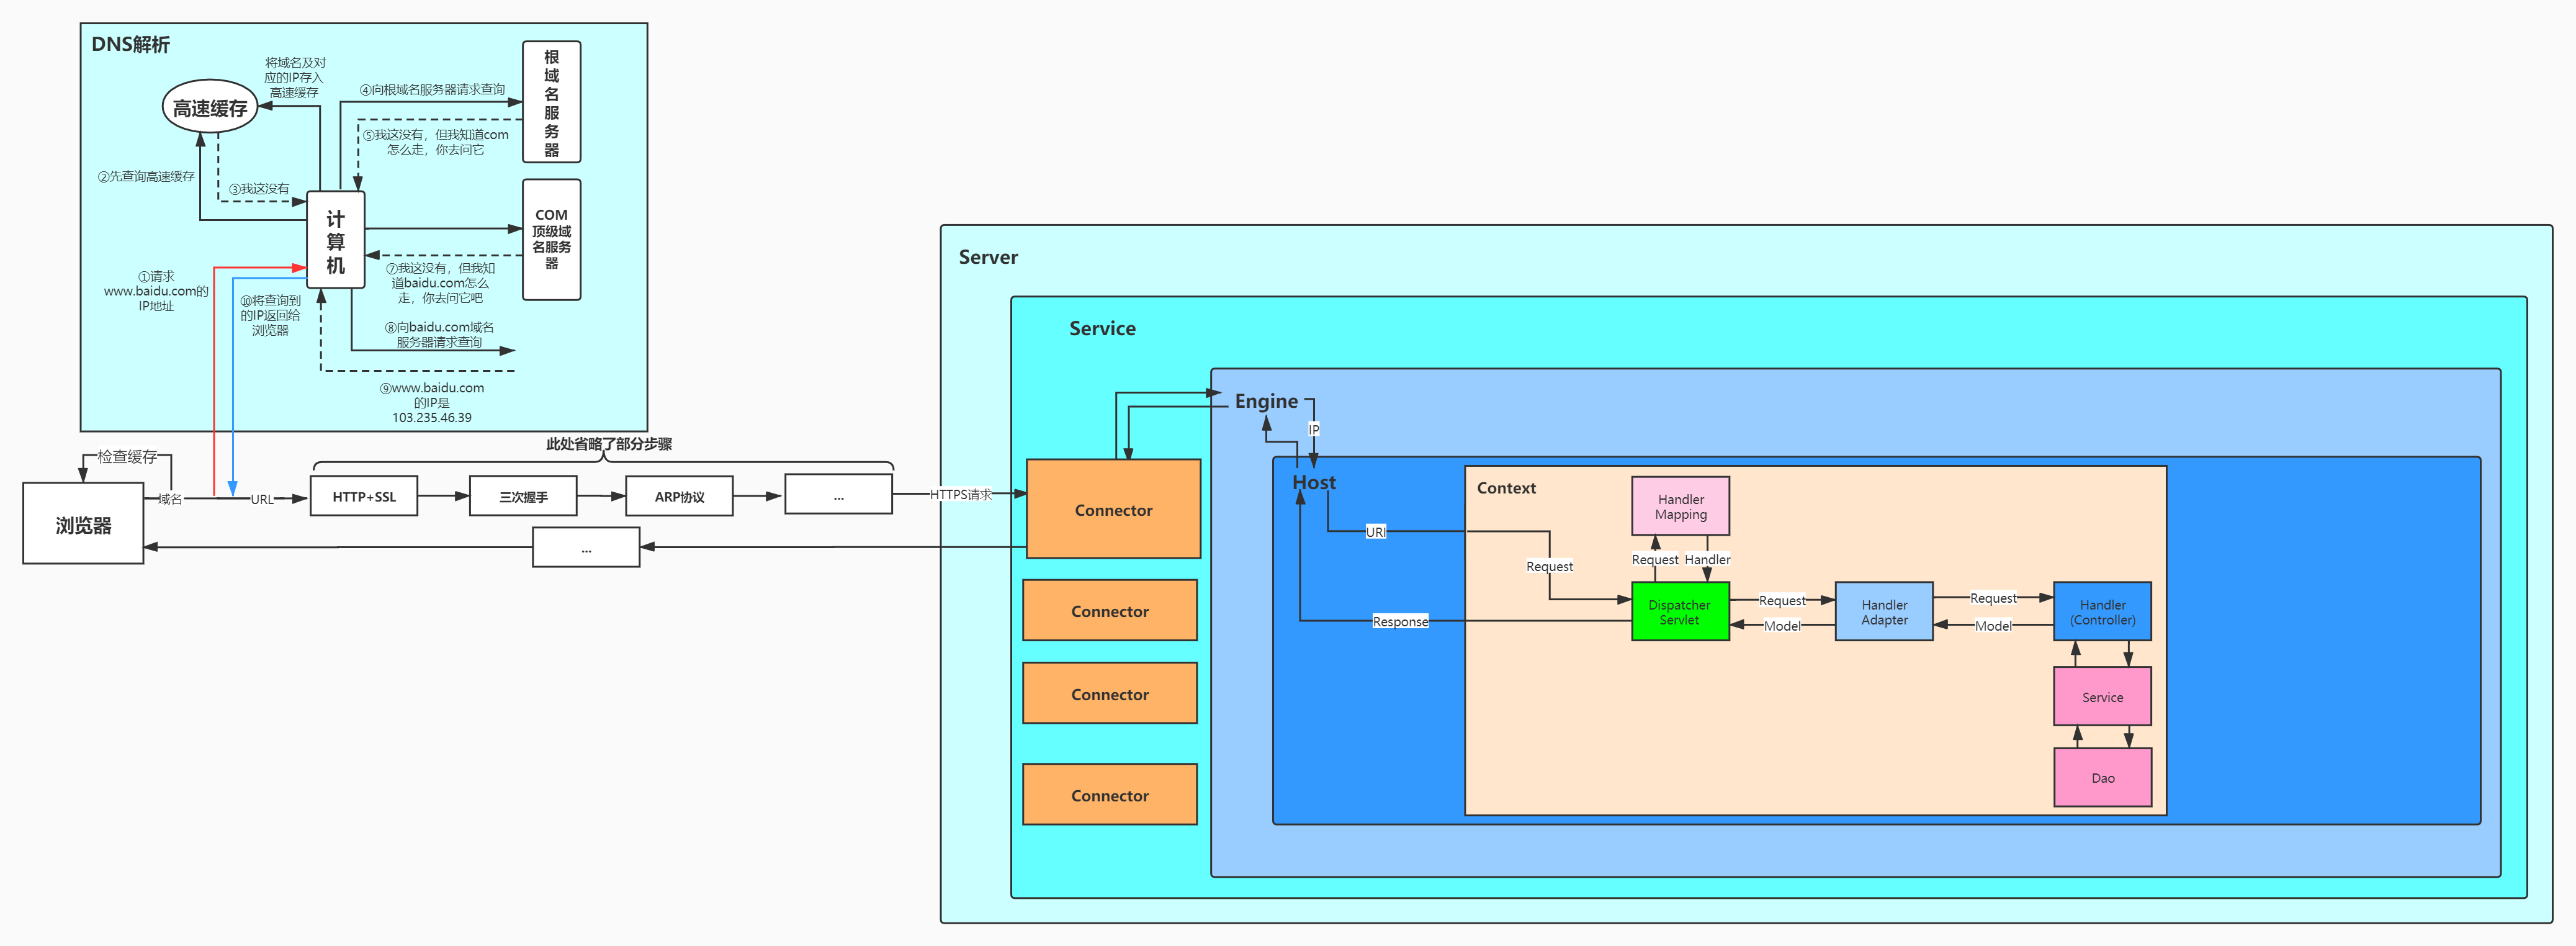 DNS解析
将域名及对
应的IP存入
高速缓存
高速缓存
②先查询高速缓存
③我这没有
④向根域名服务器请求查询
⑤我这没有，但我知道com
怎么走，你去问它
根
域
名
服
务
器
计
算
机
COM
顶级域
名服务
器
⑦我这没有，但我知
道baidu.com怎么
走，你去问它吧
①请求
www.baidu.com的
IP地址
⑩将查询到
的IP返回给
浏览器
⑧向baidu.com域名
服务器请求查询
⑨www.baidu.com
的IP是
103.235.46.39
此处省略了部分步骤
检查缓存
浏览器
域名
URL
HTTP+SSL
三次握手
ARP协议
...
HTTPS请求
...
Server
Service
Connector
Connector
Connector
Connector
Engine
IP
Host
URI
Context
Request
Response
Handler
Mapping
Request
Handler
Dispatcher
Servlet
Request
Model
Handler
Adapter
Request
Model
Handler
(Controller)
Service
Dao